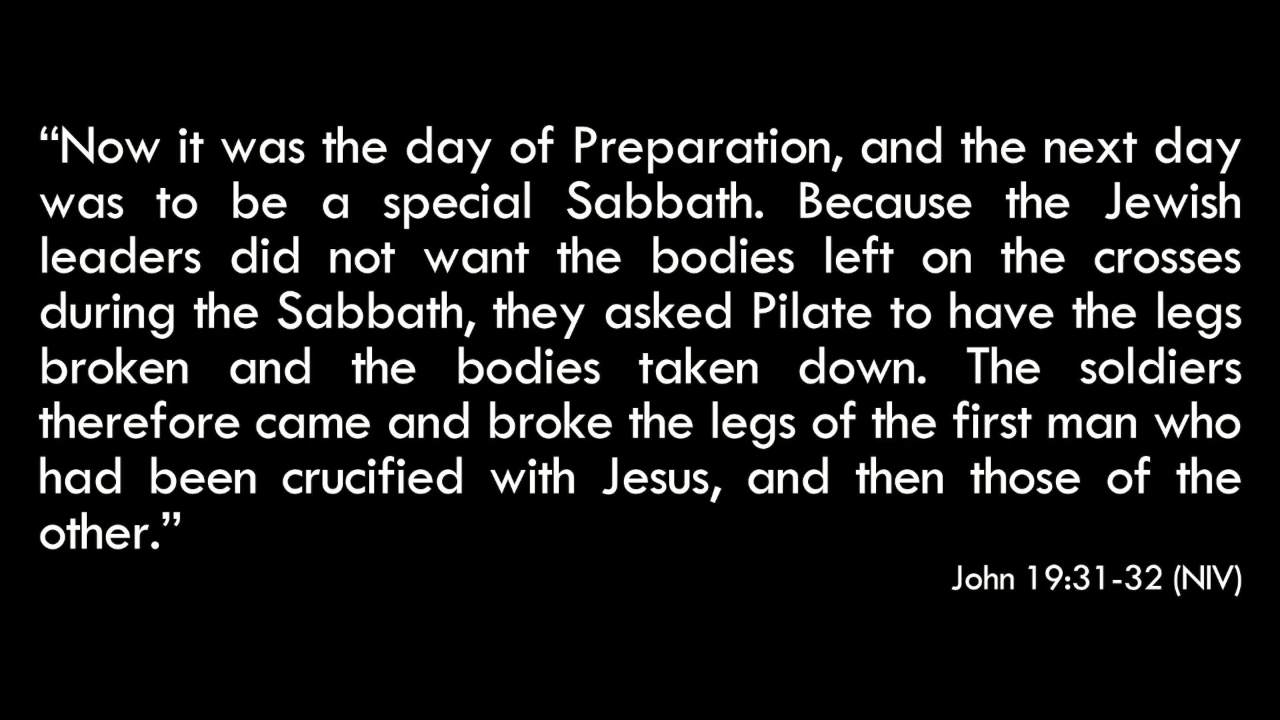 “Now it was the day of Preparation, and the next day
was to be a special Sabbath. Because the Jewish
leaders did not want the bodies left on the crosses
during the Sabbath, they asked Pilate to have the legs
broken and the bodies taken down. The soldiers
therefore came and broke the legs of the first man who
had been crucified with Jesus, and then those of the
other.”
John 19:31-32 (NIV)